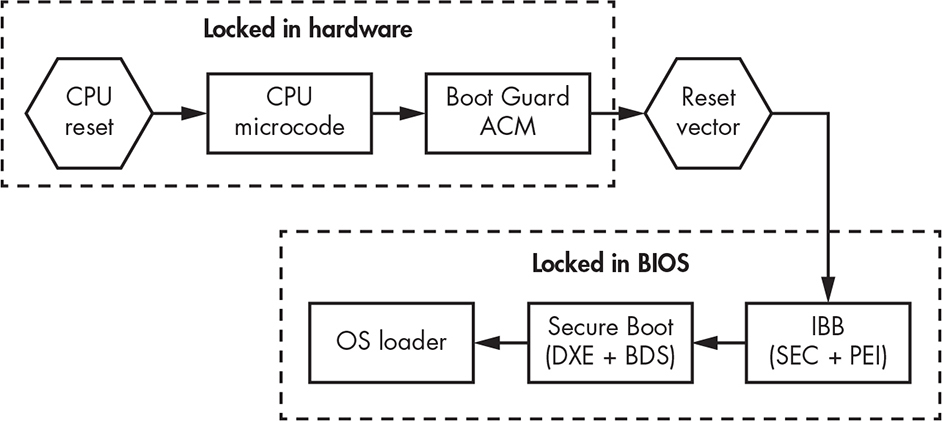 Locked in hardware
CPU
reset
CPU
microcode
Boot Guard
ACM
Reset
vector
Locked in BIOS
OS loader
Secure Boot
(DXE + BDS)
IBB
(SEC + PEI)